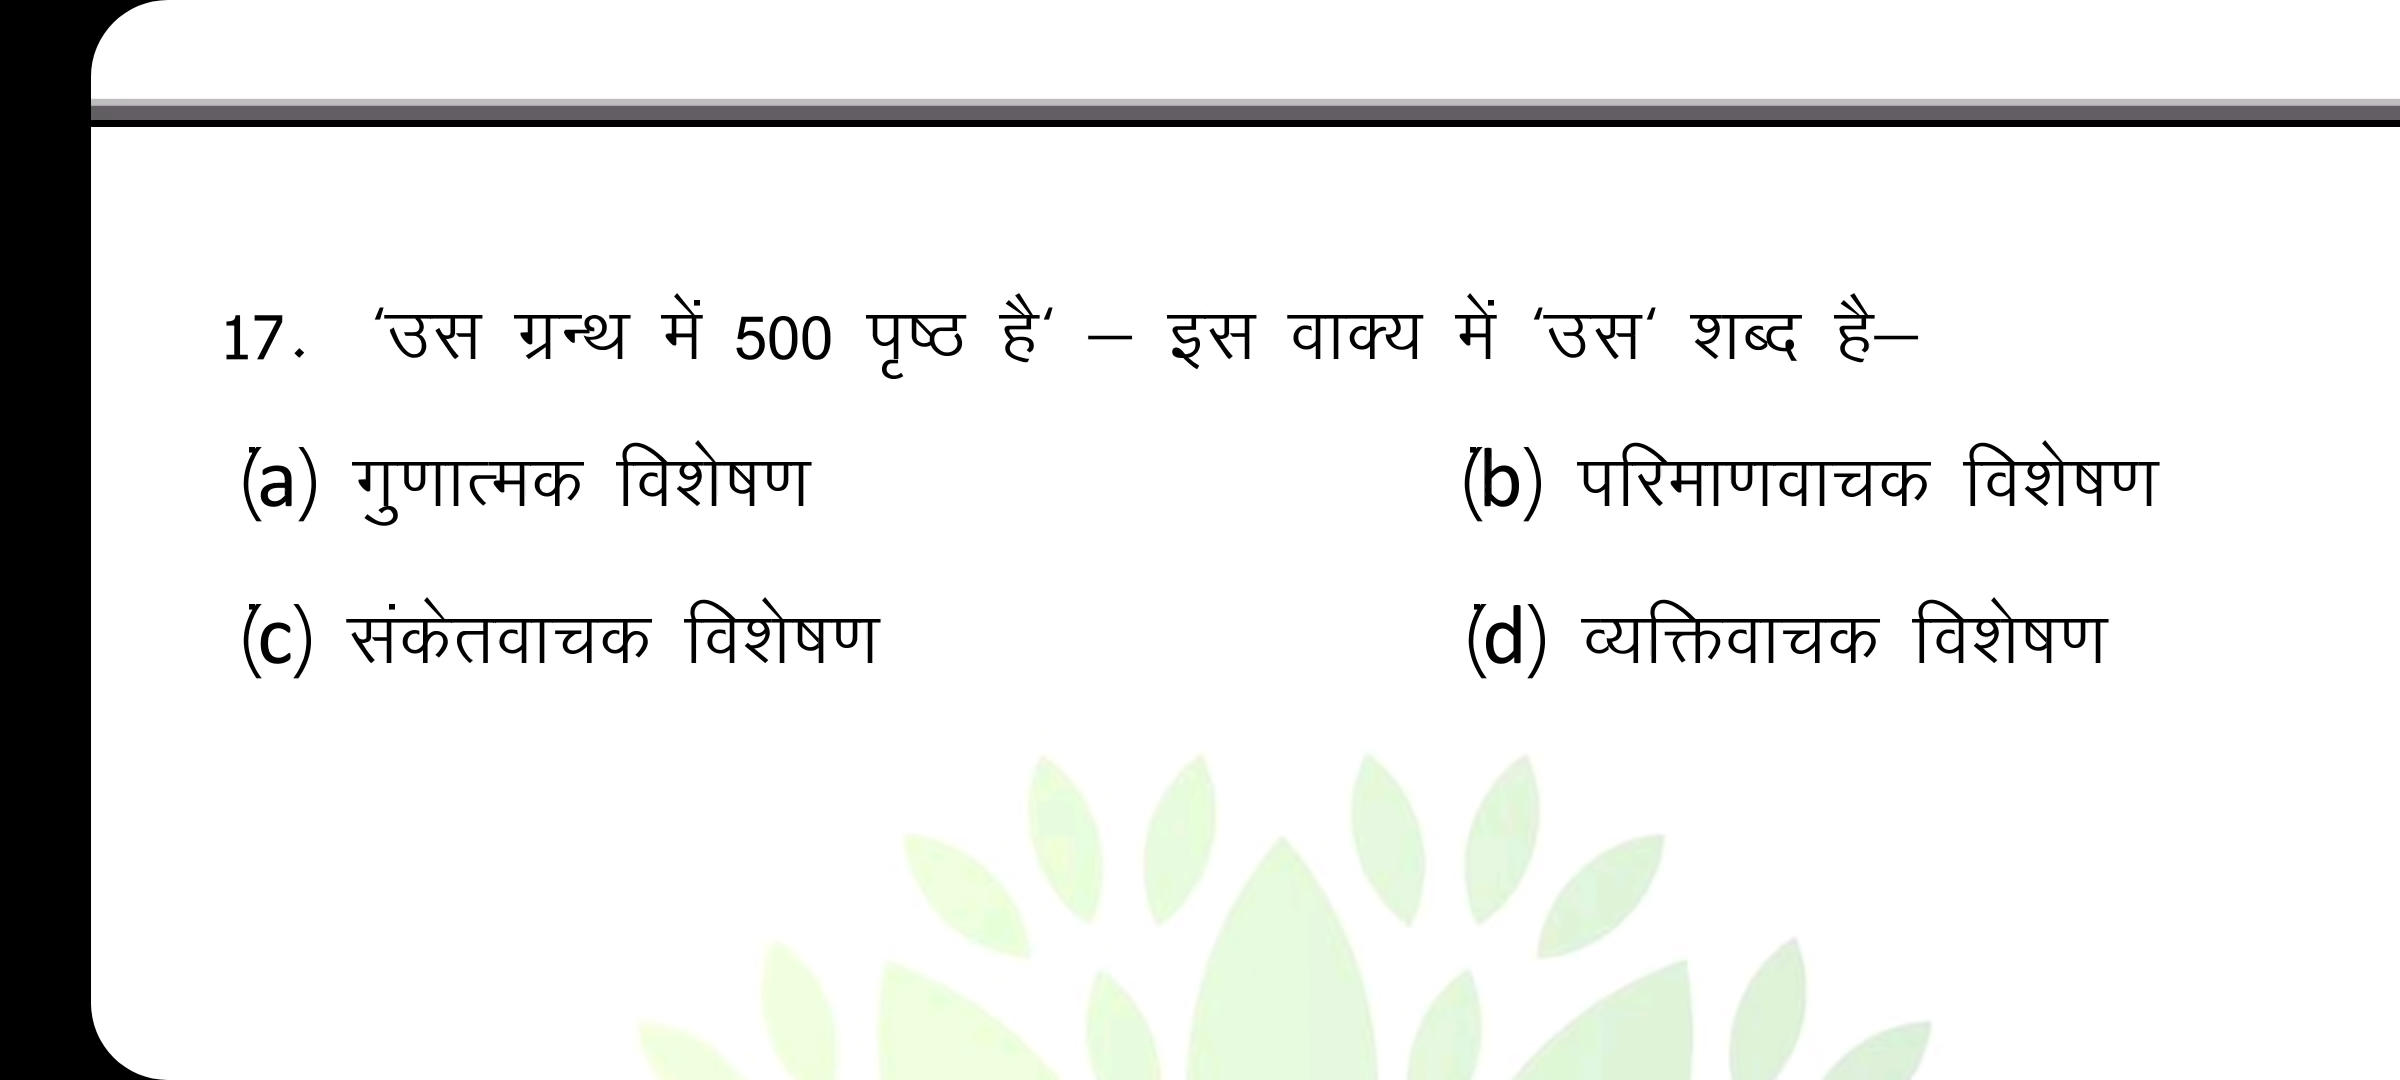 17. ‘उस ग्रन्थ में 500 पृष्ठ है‘ – इस वाक्य में ‘उस‘ शब्द है–
(a) गुणात्मक विशेषण (b) परिमाणवाचक विशेषण
(c) संकेतवाचक विशेषण (d) व्यक्तिवाचक विशेषण